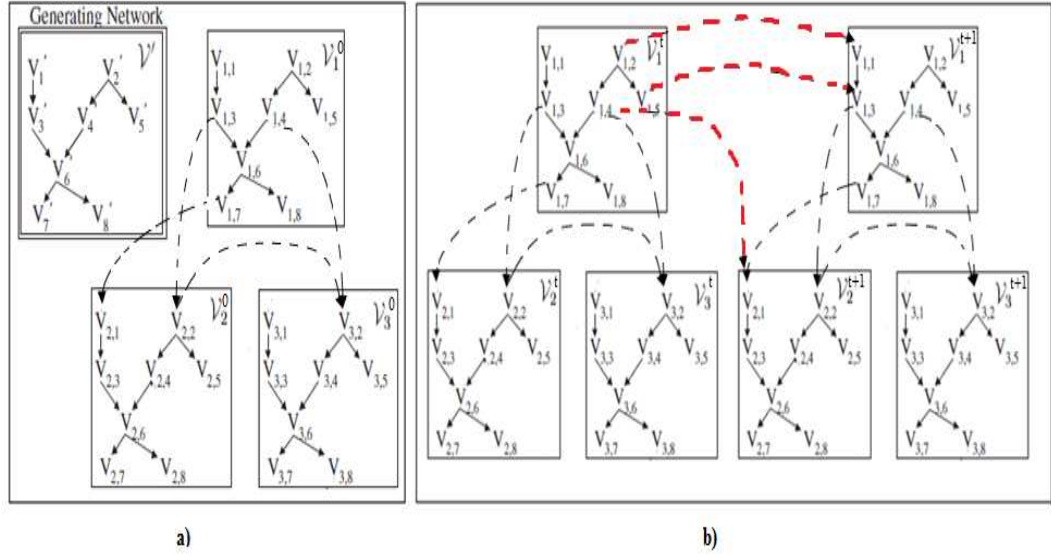 Generating Network
V'
V1' V2'
V3' V4' V5'
V6'
V7' V8'
V1^0
V1,1 V1,2
V1,3 V1,4 V1,5
V1,6
V1,7 V1,8
V2^0
V2,1 V2,2
V2,3 V2,4 V2,5
V2,6
V2,7 V2,8
V3^0
V3,1 V3,2
V3,3 V3,4 V3,5
V3,6
V3,7 V3,8
a)
V1^t
V1,1 V1,2
V1,3 V1,4 V1,5
V1,6
V1,7 V1,8
V1^t+1
V1,1 V1,2
V1,3 V1,4 V1,5
V1,6
V1,7 V1,8
V2^t
V2,1 V2,2
V2,3 V2,4 V2,5
V2,6
V2,7 V2,8
V3^t
V3,1 V3,2
V3,3 V3,4 V3,5
V3,6
V3,7 V3,8
V2^t+1
V2,1 V2,2
V2,3 V2,4 V2,5
V2,6
V2,7 V2,8
V3^t+1
V3,1 V3,2
V3,3 V3,4 V3,5
V3,6
V3,7 V3,8
b)